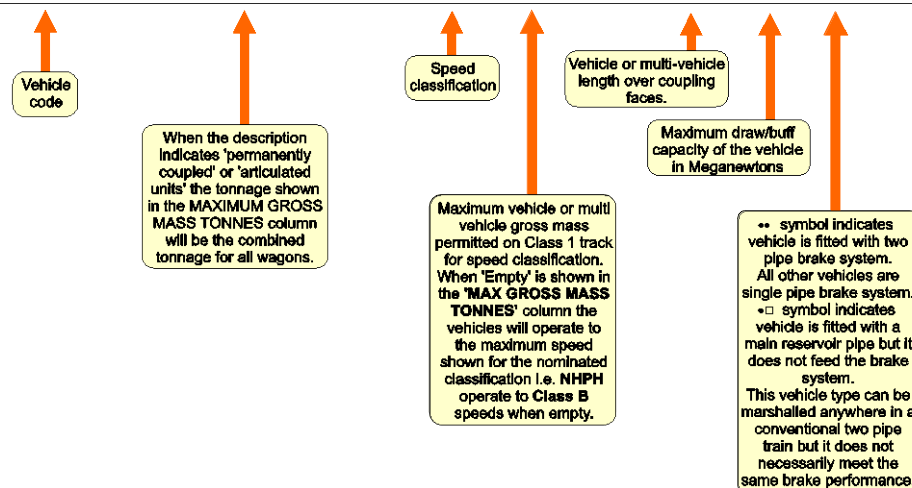 Vehicle
code
When the description
indicates 'permanently
coupled' or 'articulated
units' the tonnage shown
in the MAXIMUM GROSS
MASS TONNES column
will be the combined
tonnage for all wagons.
Speed
classification
Maximum vehicle or multi
vehicle gross mass
permitted on Class 1 track
for speed classification.
When 'Empty' is shown in
the 'MAX GROSS MASS
TONNES' column the
vehicles will operate to
the maximum speed
shown for the nominated
classification i.e. NHPH
operate to Class B
speeds when empty.
Vehicle or multi-vehicle
length over coupling
faces.
Maximum draw/buff
capacity of the vehicle
in Meganewtons
•• symbol indicates
vehicle is fitted with two
pipe brake system.
All other vehicles are
single pipe brake system.
•□ symbol indicates
vehicle is fitted with a
main reservoir pipe but it
does not feed the brake
system.
This vehicle type can be
marshalled anywhere in a
conventional two pipe
train but it does not
necessarily meet the
same brake performance